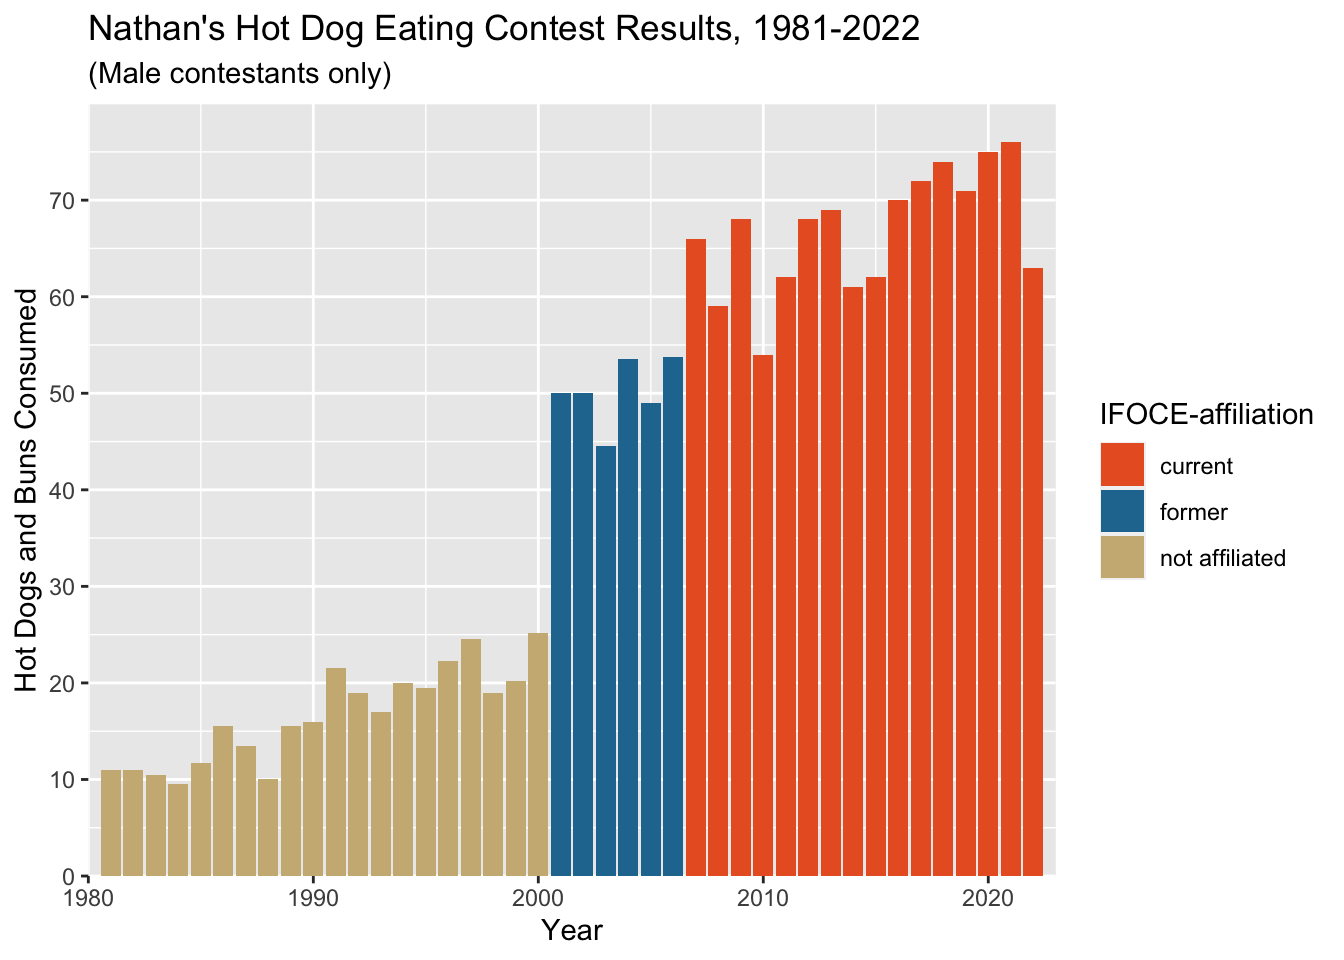 Nathan's Hot Dog Eating Contest Results, 1981-2022
(Male contestants only)
Hot Dogs and Buns Consumed
70
60
50
40
30
20
10
0
1980 1990 2000 2010 2020
Year
IFOCE-affiliation
current
former
not affiliated